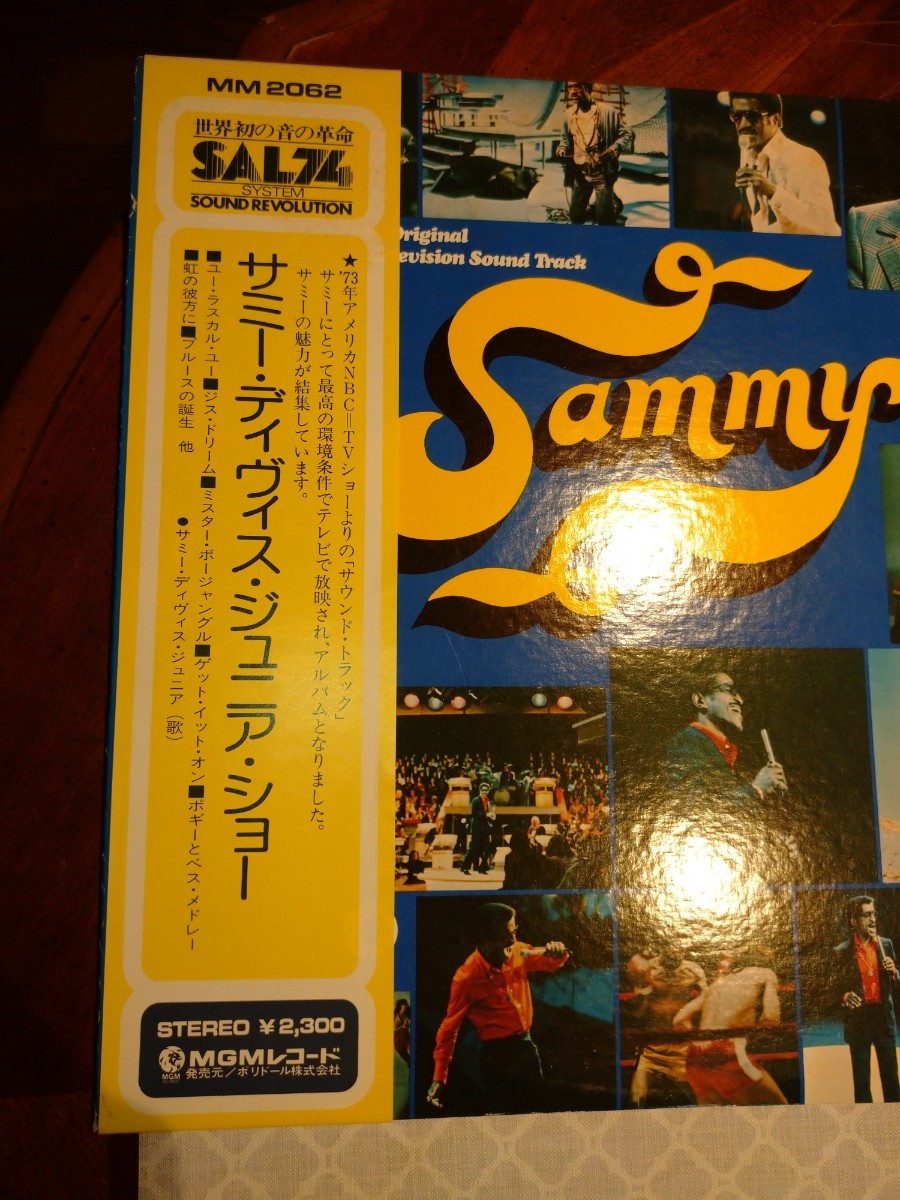 MM 2062
世界初の音の革命
SAL74
SYSTEM
SOUND REVOLUTION
★'73年アメリカNBC=TVショーよりの「サウンド・トラック」
サミーにとって最高の環境条件でテレビで放映され、アルバムとなりました。
サミーの魅力が結集しています。
サミー・ディヴィス・ジュニア・ショー
■ユー・ラスカル・ユー■ジス・ドリーム■ミスター・ボージャングル■ゲット・イット・オン■ポギーとベス・メドレー
■虹の彼方に■ブルースの誕生 他
●サミー・ディヴィス・ジュニア(歌)
STEREO ¥2,300
MGMレコード
MGM
発売元/ポリドール株式会社
Original
evision Sound Track
Sammy